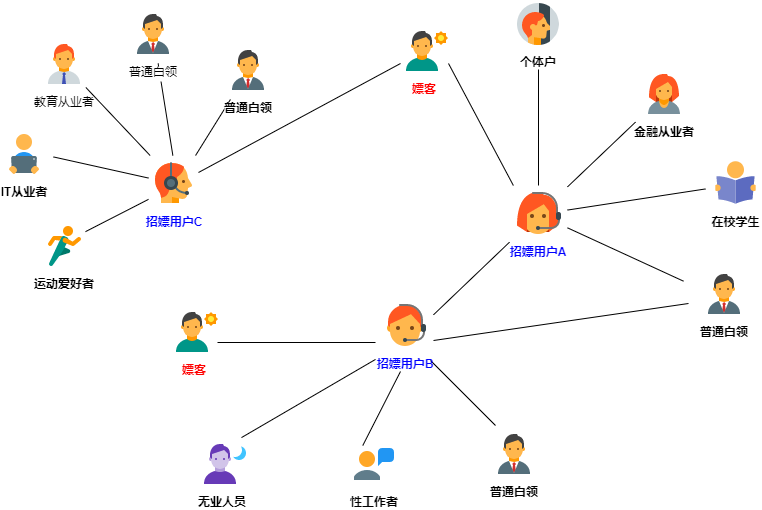 个体户
普通白领
嫖客
教育从业者
普通白领
金融从业者
IT从业者
招嫖用户C
在校学生
招嫖用户A
运动爱好者
普通白领
嫖客
招嫖用户B
无业人员
性工作者
普通白领